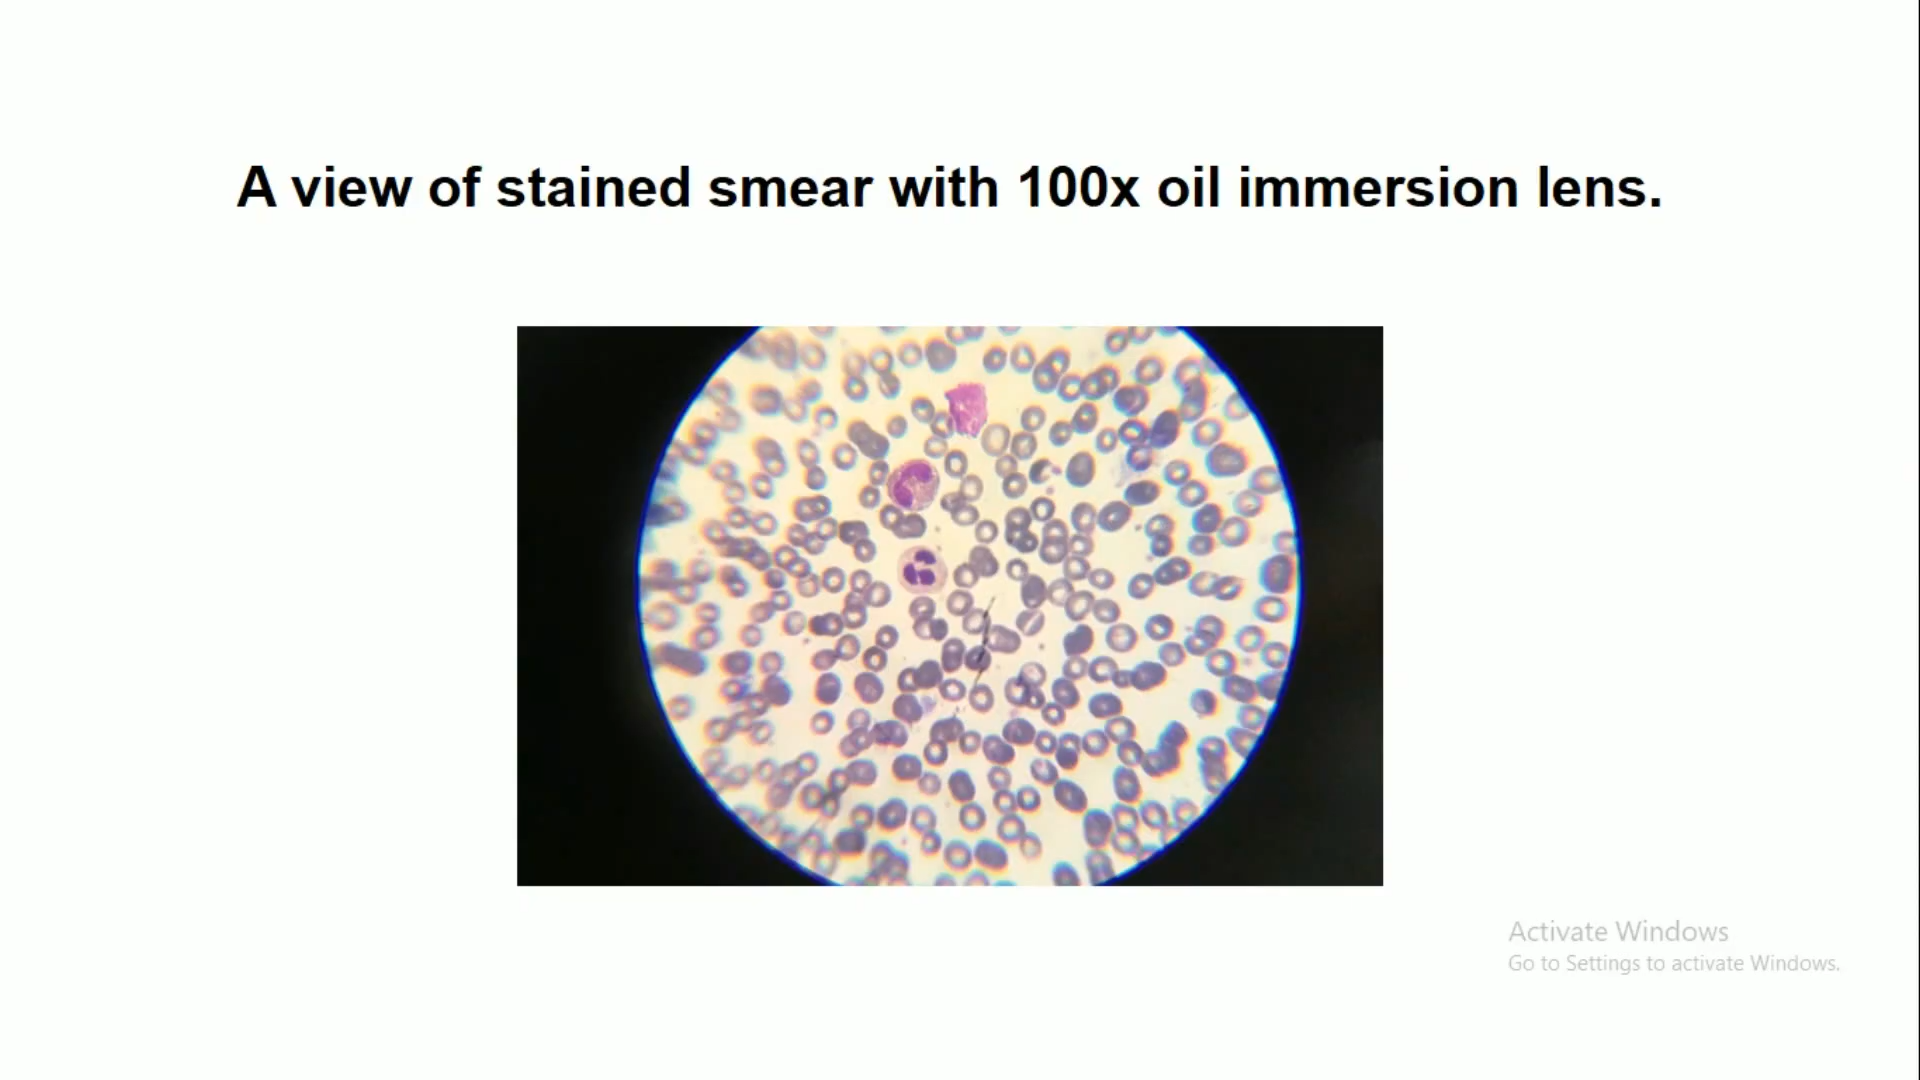 A view of stained smear with 100x oil immersion lens.
Activate Windows
Go to Settings to activate Windows.